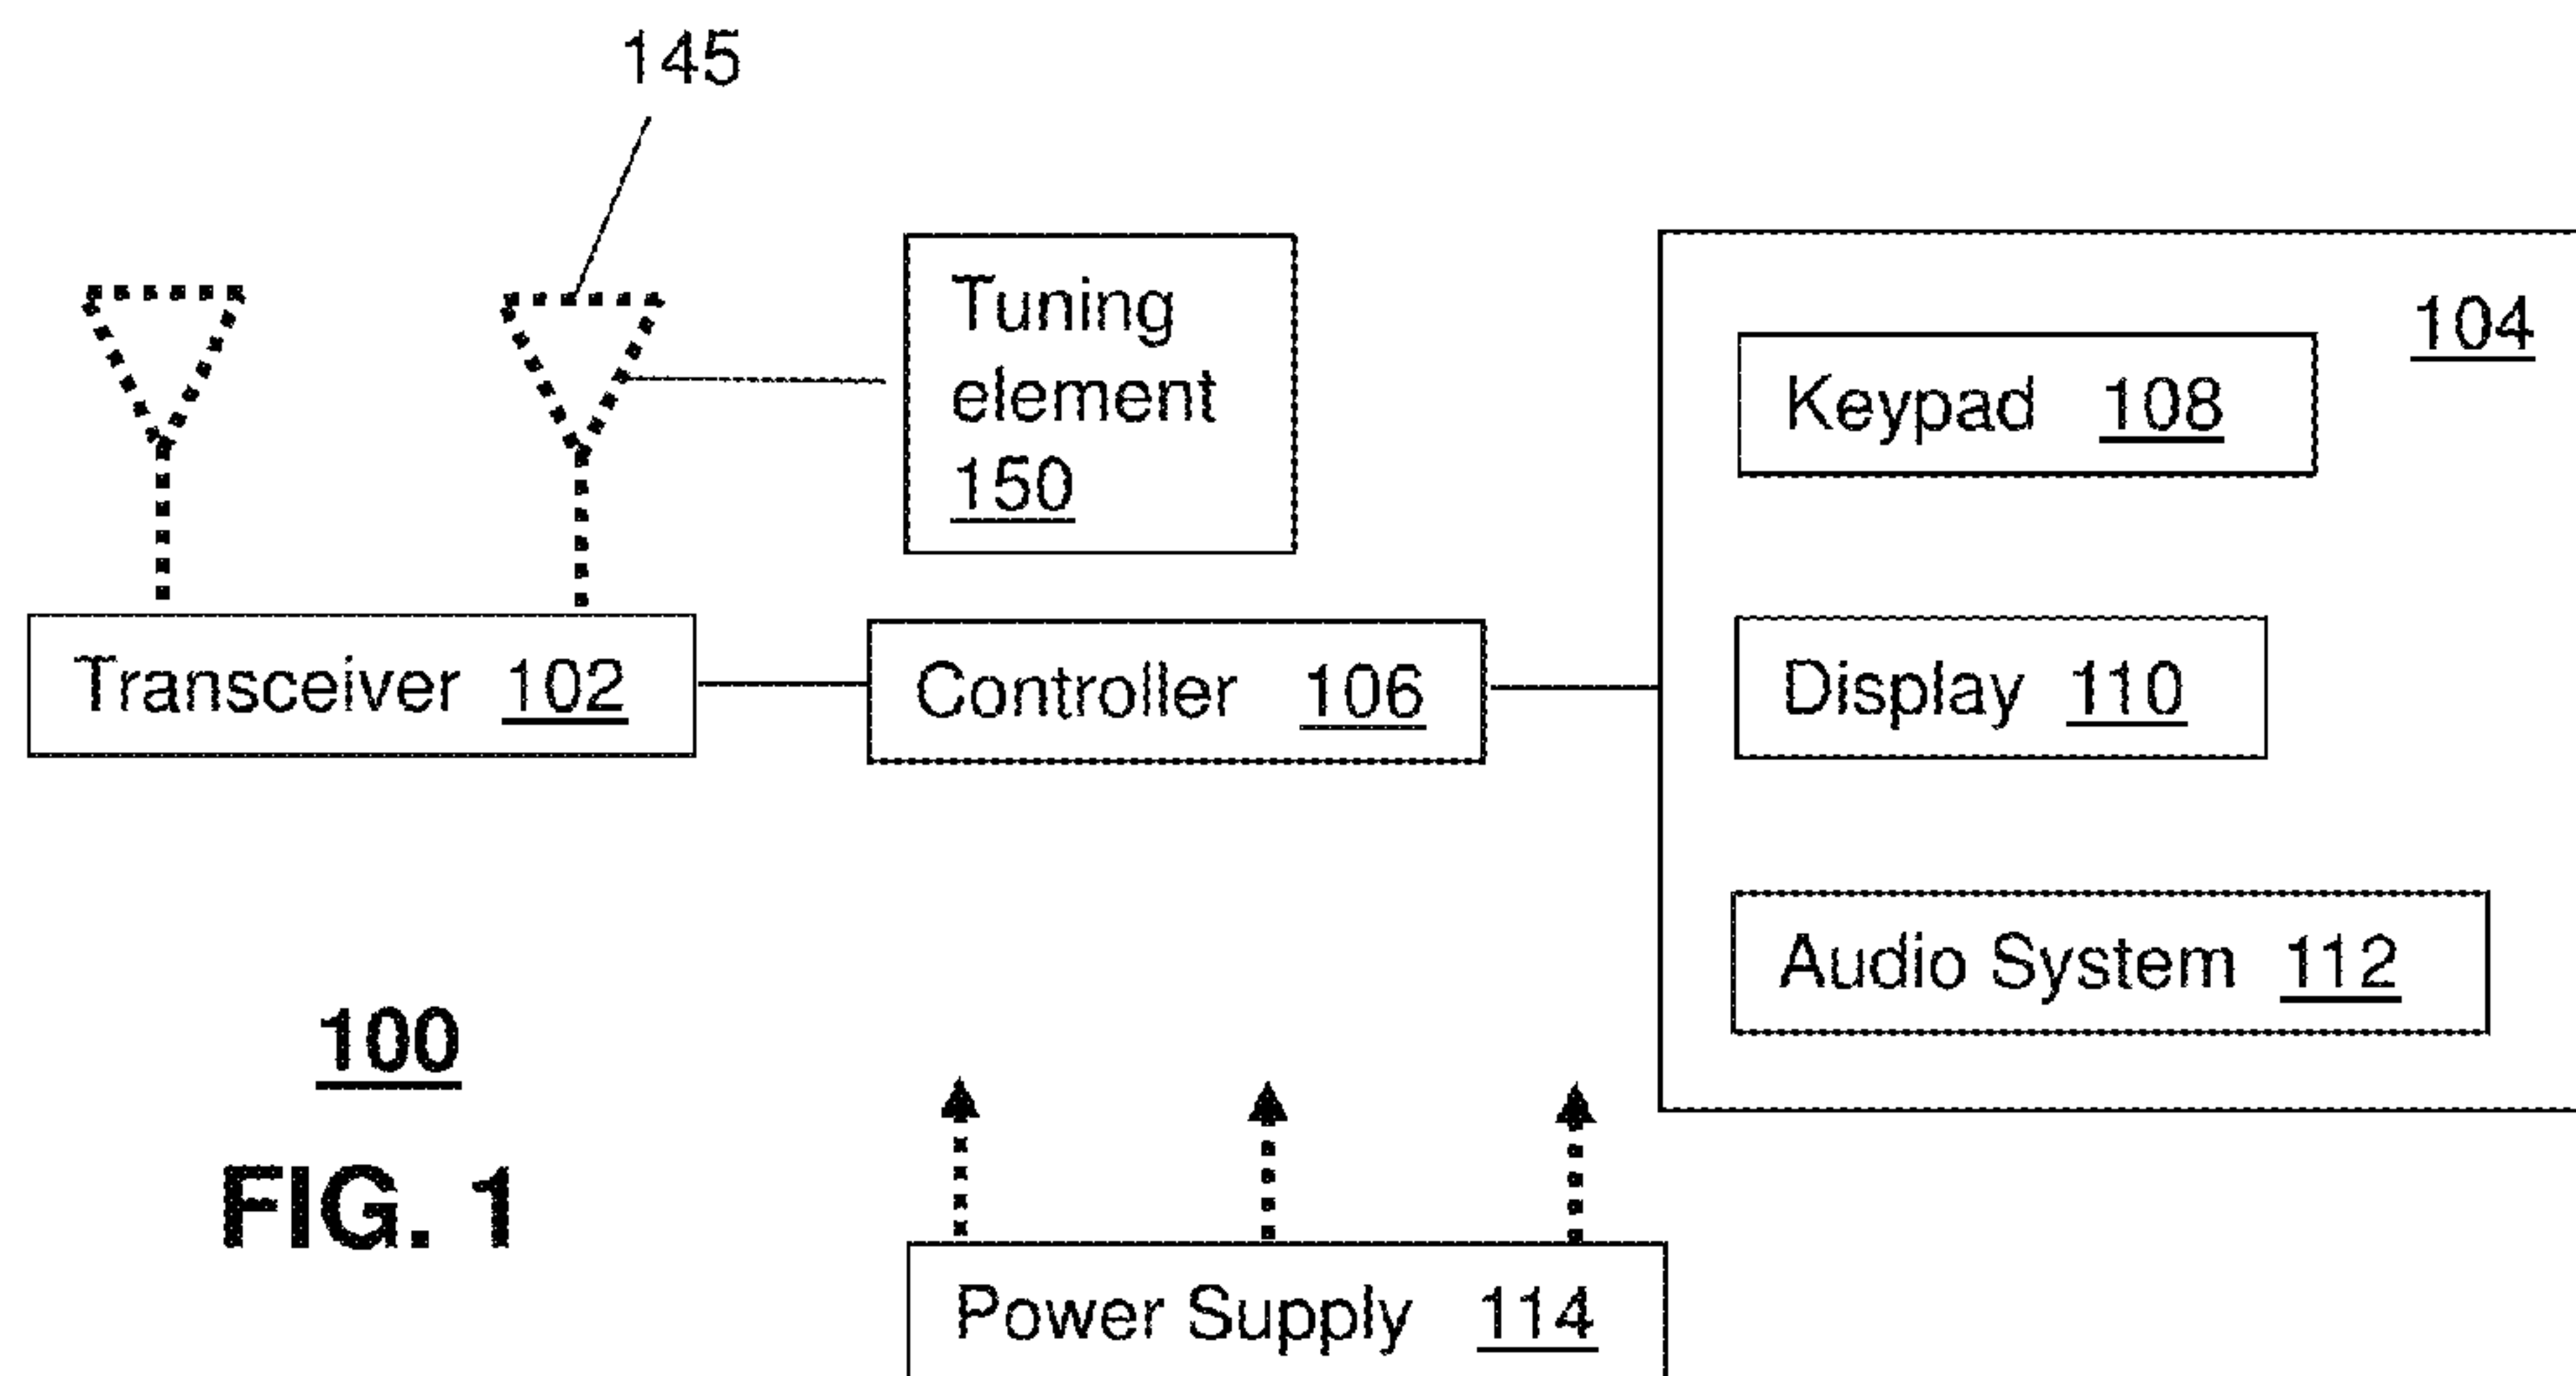 145
Tuning
element
150
104
Keypad 108
Transceiver 102
Controller 106
Display 110
Audio System 112
100
FIG. 1
Power Supply 114